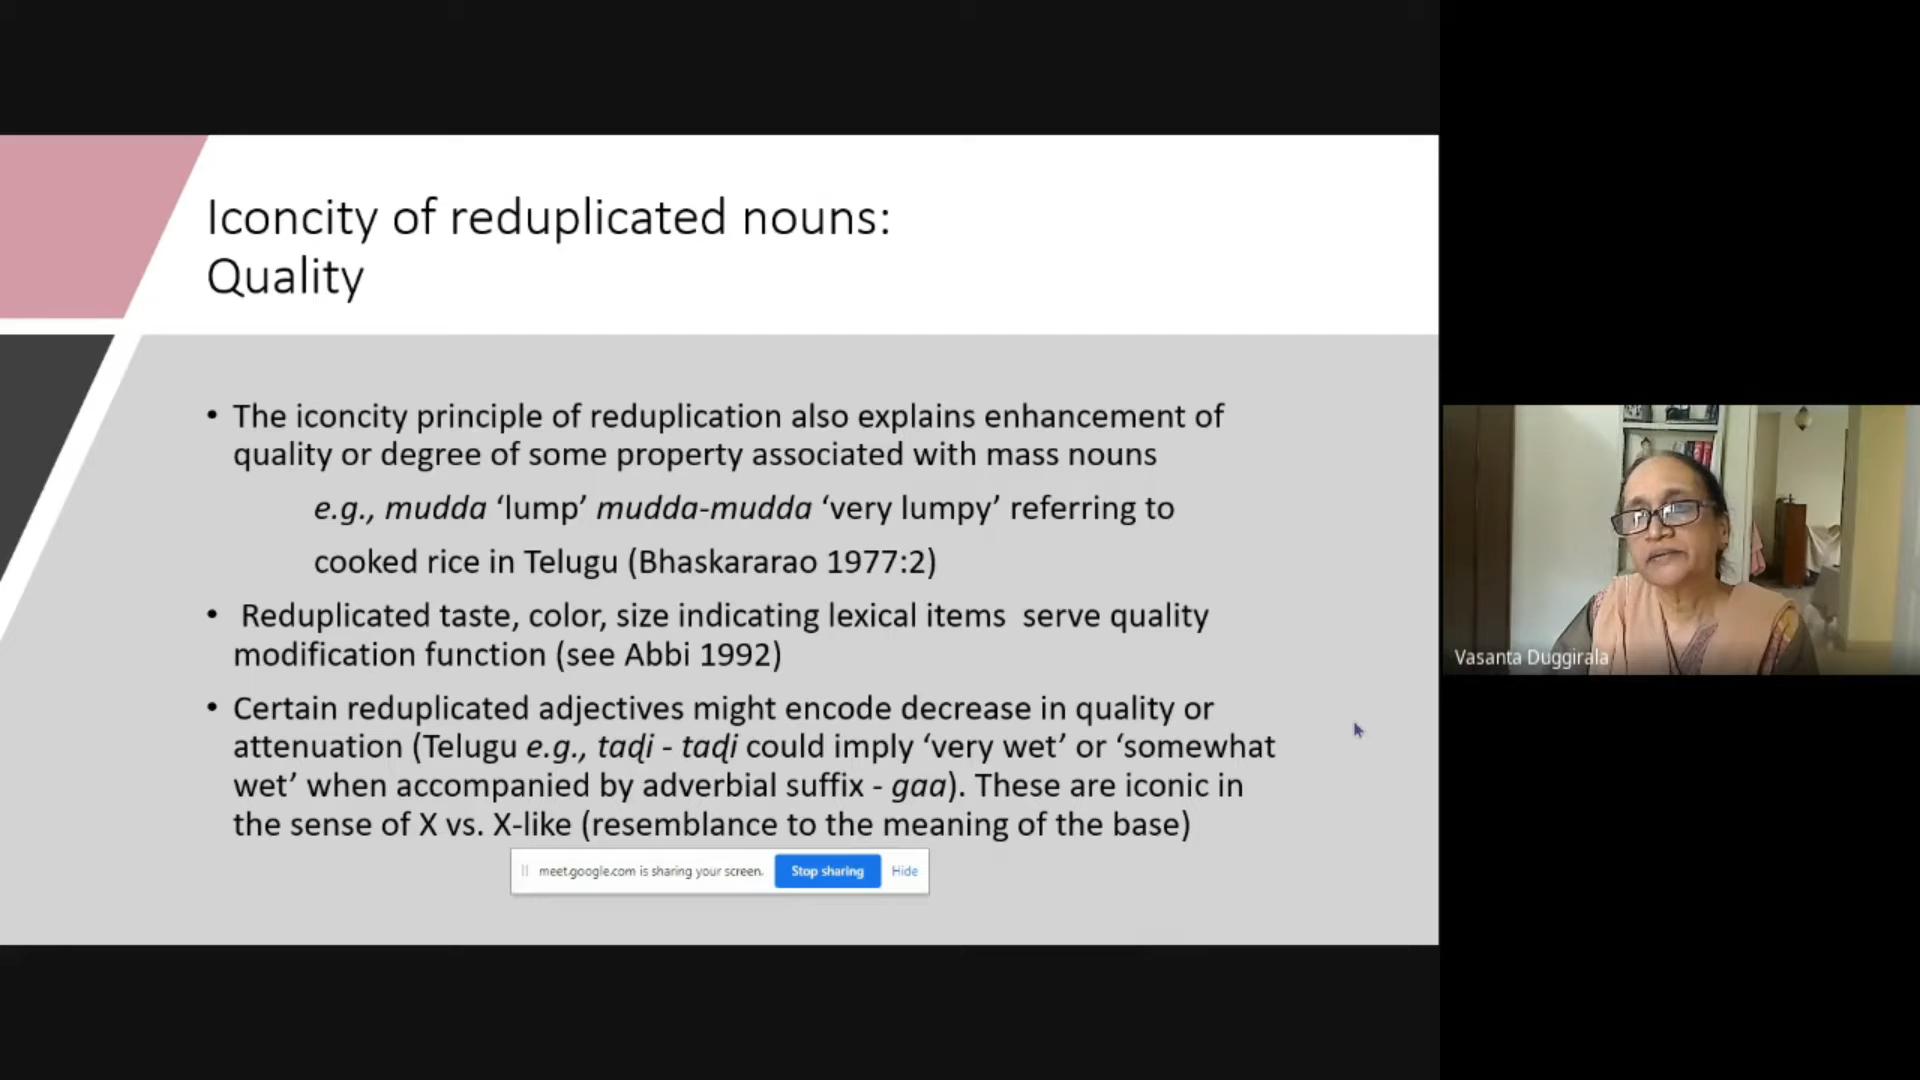 Iconcity of reduplicated nouns:
Quality
• The iconcity principle of reduplication also explains enhancement of
quality or degree of some property associated with mass nouns
e.g., mudda ‘lump’ mudda-mudda ‘very lumpy’ referring to
cooked rice in Telugu (Bhaskararao 1977:2)
• Reduplicated taste, color, size indicating lexical items serve quality
modification function (see Abbi 1992)
• Certain reduplicated adjectives might encode decrease in quality or
attenuation (Telugu e.g., taḍi - taḍi could imply ‘very wet’ or ‘somewhat
wet’ when accompanied by adverbial suffix - gaa). These are iconic in
the sense of X vs. X-like (resemblance to the meaning of the base)
meet.google.com is sharing your screen. Stop sharing Hide
Vasanta Duggirala